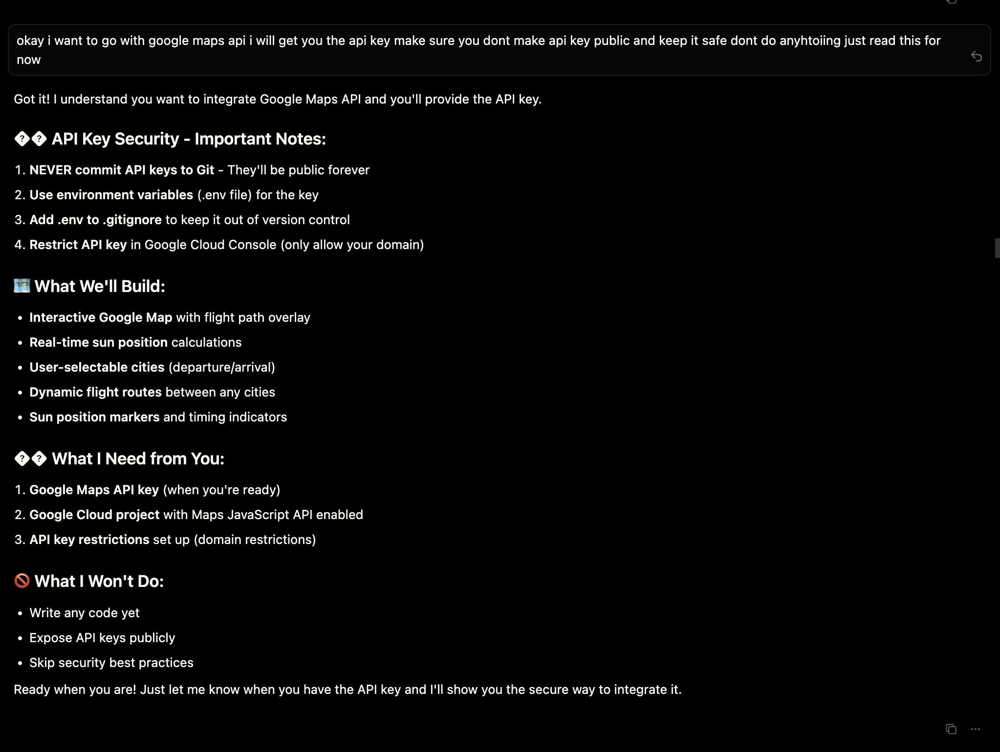 okay i want to go with google maps api i will get you the api key make sure you dont make api key public and keep it safe dont do anyhtoiing just read this for
now
Got it! I understand you want to integrate Google Maps API and you'll provide the API key.
�� API Key Security - Important Notes:
1. NEVER commit API keys to Git - They'll be public forever
2. Use environment variables (.env file) for the key
3. Add .env to .gitignore to keep it out of version control
4. Restrict API key in Google Cloud Console (only allow your domain)
🗺️ What We'll Build:
• Interactive Google Map with flight path overlay
• Real-time sun position calculations
• User-selectable cities (departure/arrival)
• Dynamic flight routes between any cities
• Sun position markers and timing indicators
�� What I Need from You:
1. Google Maps API key (when you're ready)
2. Google Cloud project with Maps JavaScript API enabled
3. API key restrictions set up (domain restrictions)
🚫 What I Won't Do:
• Write any code yet
• Expose API keys publicly
• Skip security best practices
Ready when you are! Just let me know when you have the API key and I'll show you the secure way to integrate it.